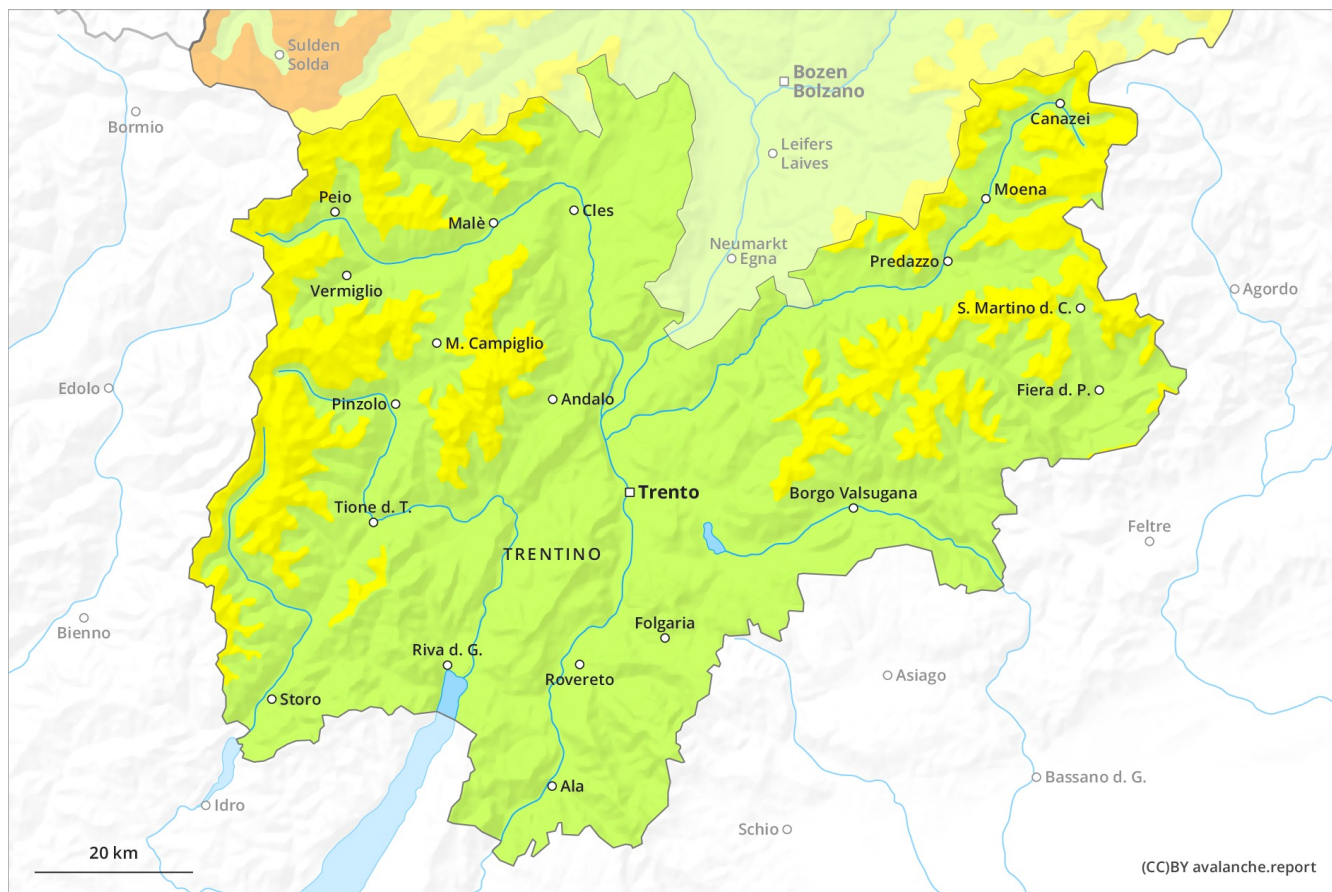 Sulden
Solda
Bozen
Bolzano
Bormio
Canazei
Leifers
Laives
Moena
Peio
Malè
Cles
Neumarkt
Egna
Predazzo
Vermiglio
Agordo
S. Martino d. C.
M. Campiglio
Edolo
Fiera d. P.
Andalo
Pinzolo
Trento
Borgo Valsugana
Tione d. T.
Feltre
TRENTINO
Bienno
Folgaria
Riva d. G.
Rovereto
Asiago
Storo
Bassano d. G.
Ala
Idro
Schio
20 km
(CC)BY avalanche.report